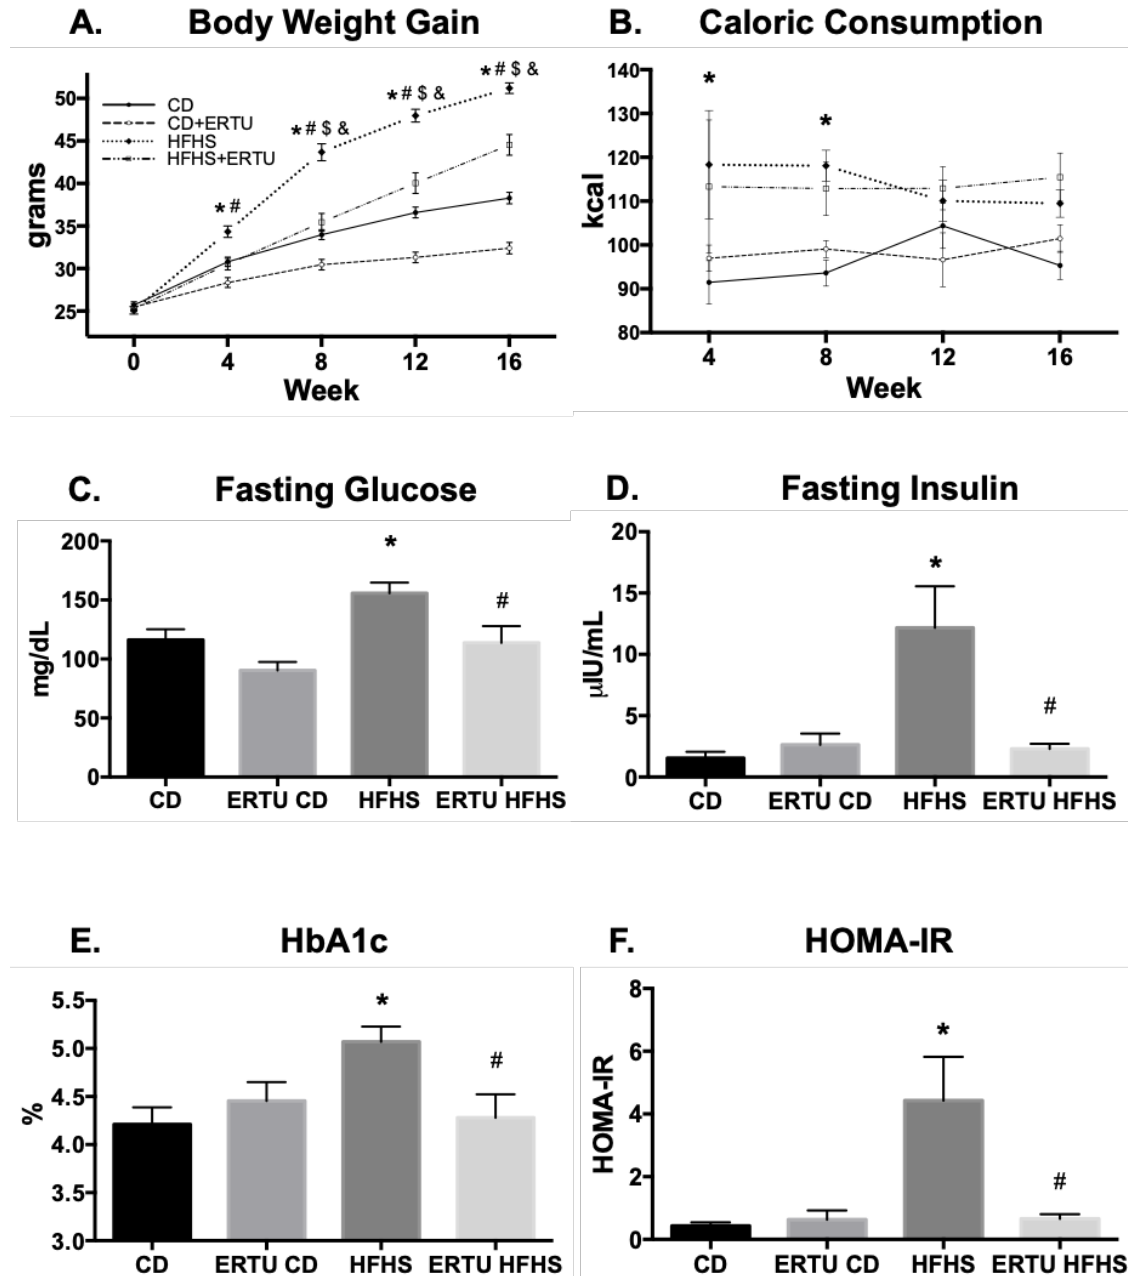 A. Body Weight Gain
* # $ &
* # $ &
* # $ &
* #
CD
CD+ERTU
HFHS
HFHS+ERTU
50
45
40
35
30
25
grams
0 4 8 12 16
Week
B. Caloric Consumption
*
*
140
130
120
110
100
90
80
kcal
4 8 12 16
Week
C. Fasting Glucose
200
150
100
50
0
mg/dL
*
#
CD ERTU CD HFHS ERTU HFHS
D. Fasting Insulin
20
15
10
5
0
µIU/mL
*
#
CD ERTU CD HFHS ERTU HFHS
E. HbA1c
5.5
5.0
4.5
4.0
3.5
3.0
%
*
#
CD ERTU CD HFHS ERTU HFHS
F. HOMA-IR
8
6
4
2
0
HOMA-IR
*
#
CD ERTU CD HFHS ERTU HFHS